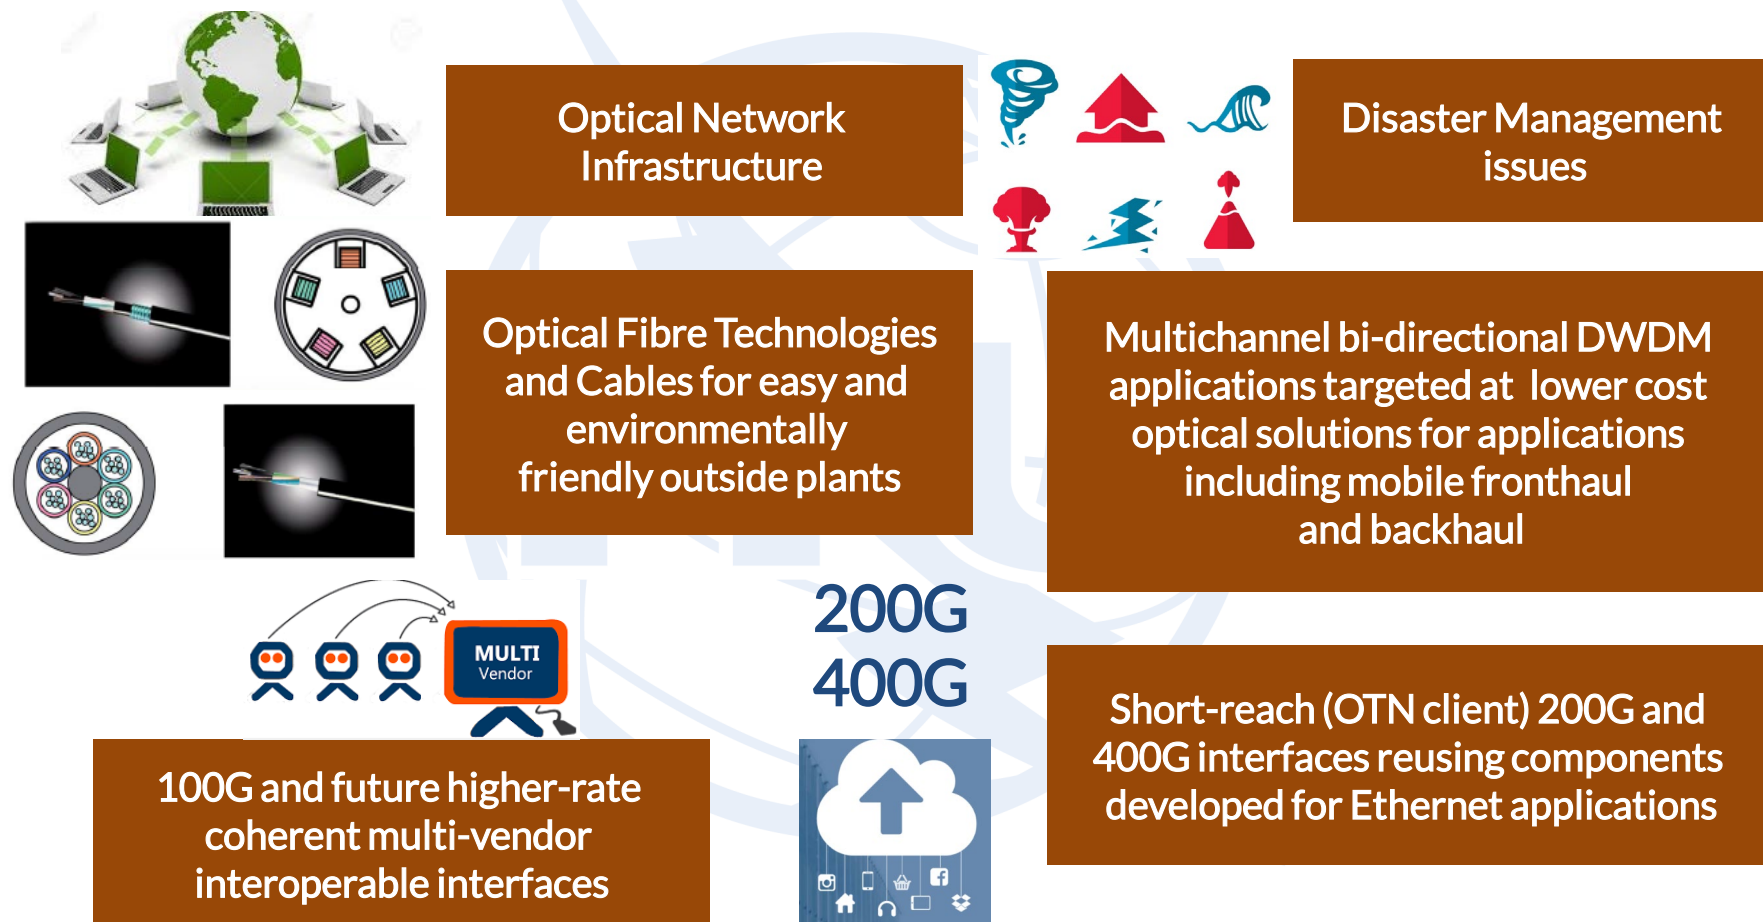 Optical Network
Infrastructure
Disaster Management
issues
Optical Fibre Technologies
and Cables for easy and
environmentally
friendly outside plants
Multichannel bi-directional DWDM
applications targeted at lower cost
optical solutions for applications
including mobile fronthaul
and backhaul
MULTI
Vendor
100G and future higher-rate
coherent multi-vendor
interoperable interfaces
200G
400G
Short-reach (OTN client) 200G and
400G interfaces reusing components
developed for Ethernet applications